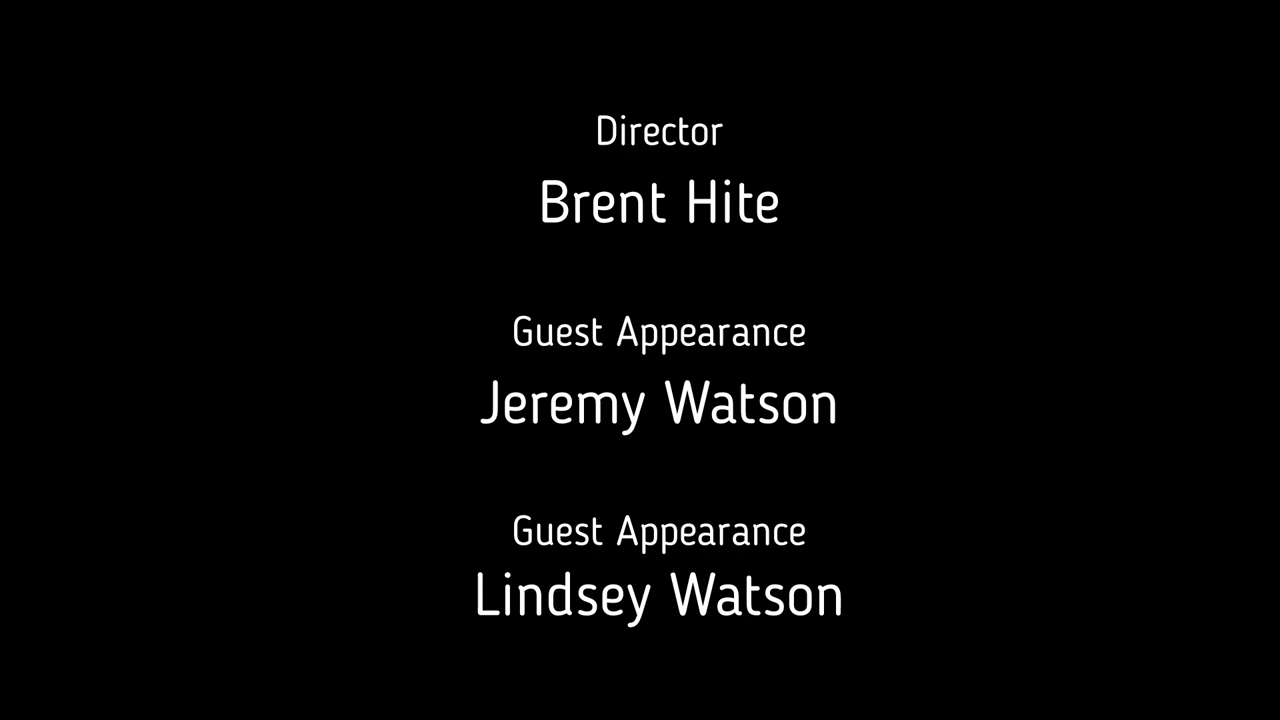 Director
Brent Hite
Guest Appearance
Jeremy Watson
Guest Appearance
Lindsey Watson